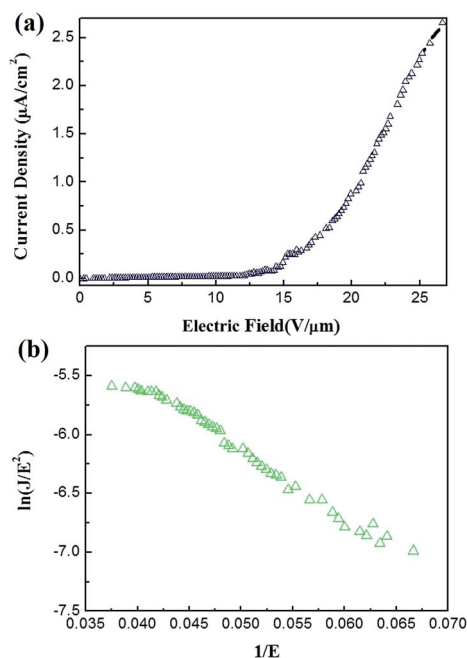 (a)
2.5
2.0
1.5
1.0
0.5
0.0
Current Density (μA/cm²)
0 5 10 15 20 25
Electric Field(V/μm)
(b)
-5.5
-6.0
-6.5
-7.0
-7.5
ln(J/E²)
0.035 0.040 0.045 0.050 0.055 0.060 0.065 0.070
1/E